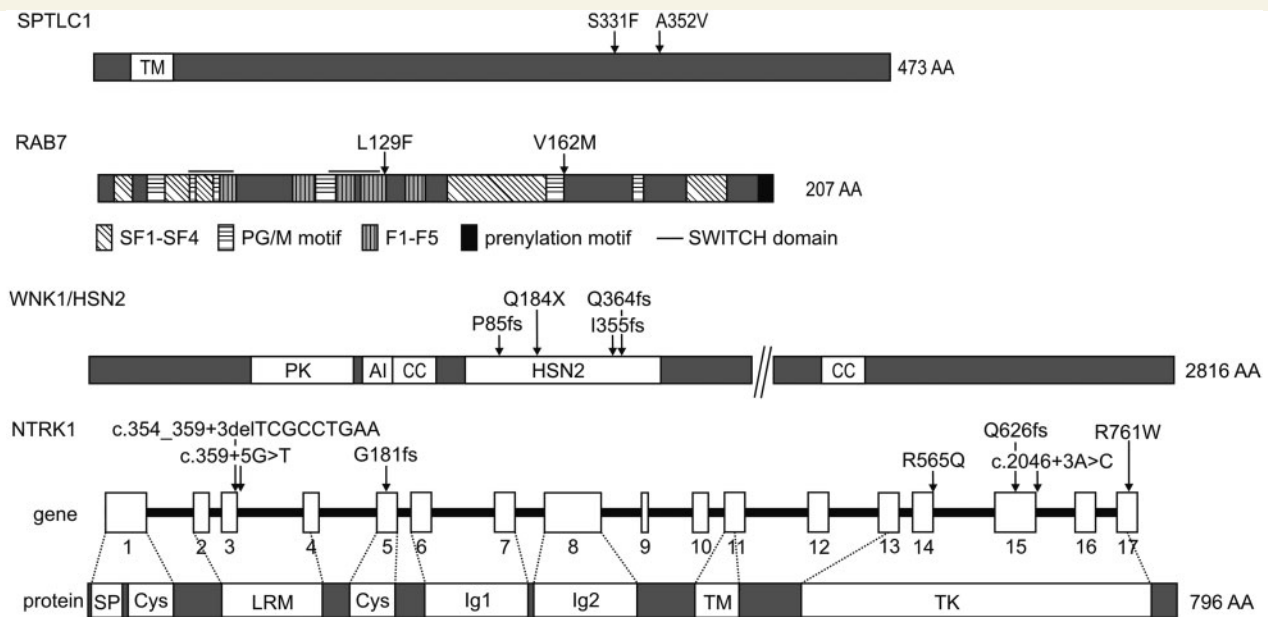 SPTLC1
S331F A352V
TM
473 AA
RAB7
L129F V162M
207 AA
SF1-SF4 PG/M motif F1-F5 prenylation motif SWITCH domain
WNK1/HSN2
Q184X Q364fs
P85fs I355fs
PK AI CC HSN2 CC
2816 AA
NTRK1
c.354_359+3delTCGCCTGAA
c.359+5G>T G181fs R565Q Q626fs R761W
c.2046+3A>C
gene
1 2 3 4 5 6 7 8 9 10 11 12 13 14 15 16 17
protein SP Cys LRM Cys Ig1 Ig2 TM TK 796 AA